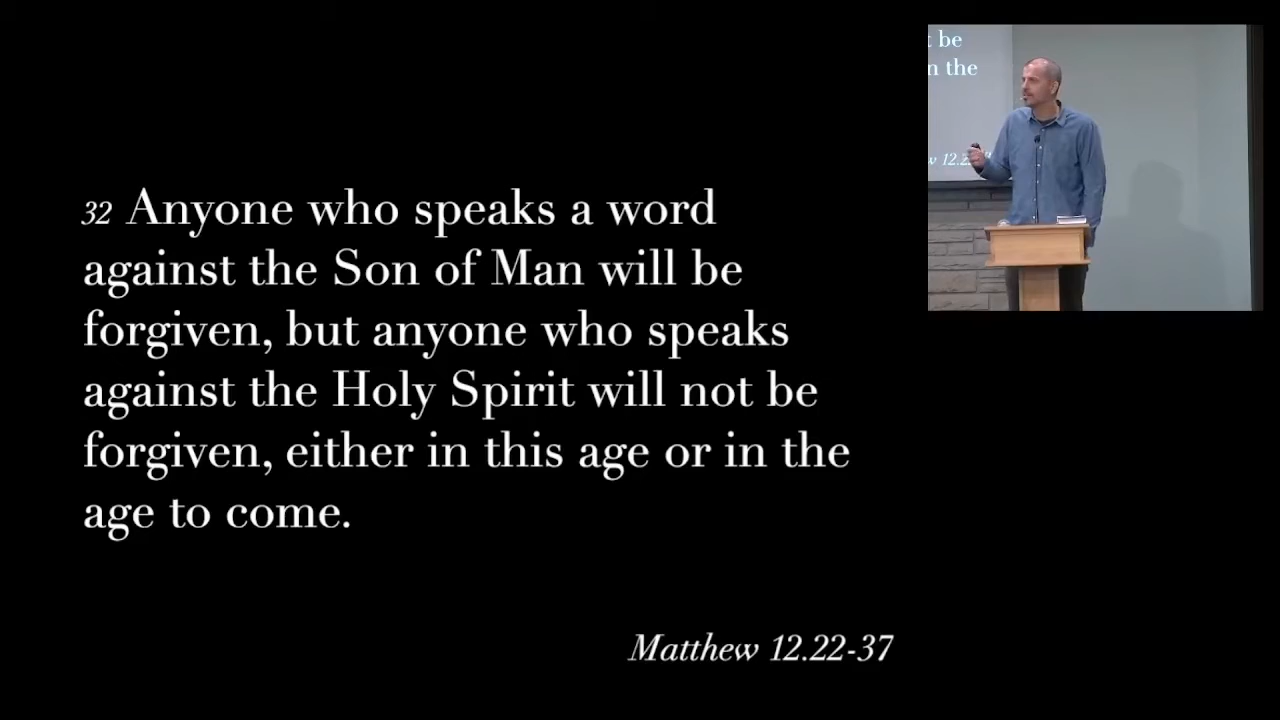 32 Anyone who speaks a word
against the Son of Man will be
forgiven, but anyone who speaks
against the Holy Spirit will not be
forgiven, either in this age or in the
age to come.
Matthew 12.22-37
t be
n the